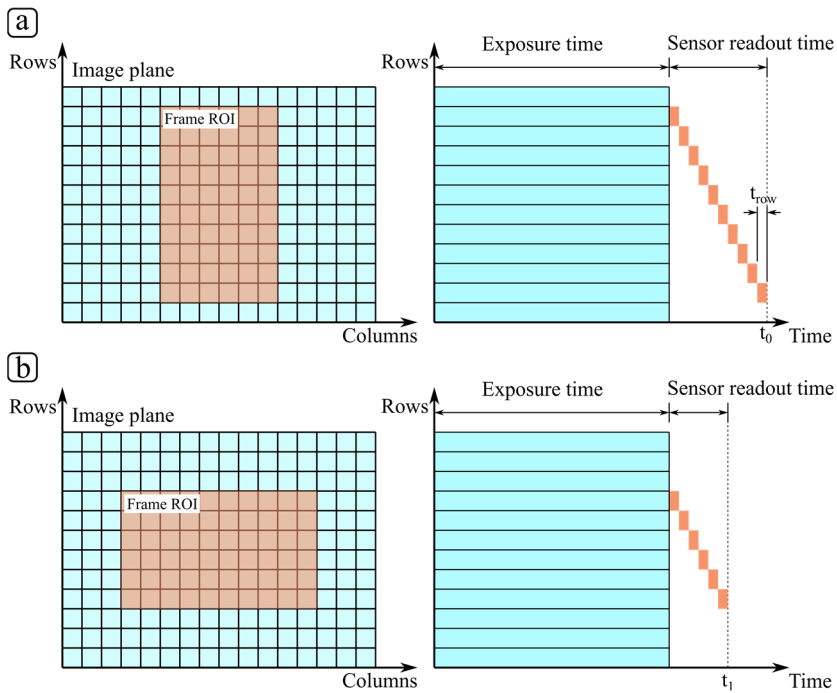 a
Rows
Image plane
Frame ROI
Columns
Rows
Exposure time
Sensor readout time
t_row
t_0
Time
b
Rows
Image plane
Frame ROI
Columns
Rows
Exposure time
Sensor readout time
t_1
Time